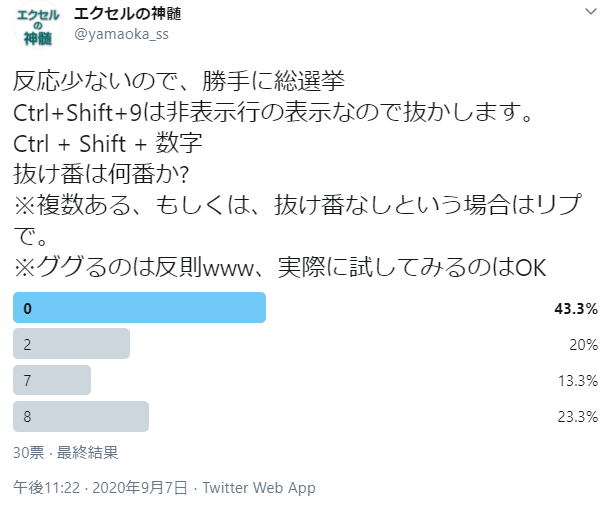 エクセル
の
神髄
エクセルの神髄
@yamaoka_ss
反応少ないので、勝手に総選挙
Ctrl+Shift+9は非表示行の表示なので抜かします。
Ctrl + Shift + 数字
抜け番は何番か?
※複数ある、もしくは、抜け番なしという場合はリプ
で。
※ググるのは反則www、実際に試してみるのはOK
0 43.3%
2 20%
7 13.3%
8 23.3%
30票 · 最終結果
午後11:22 · 2020年9月7日 · Twitter Web App